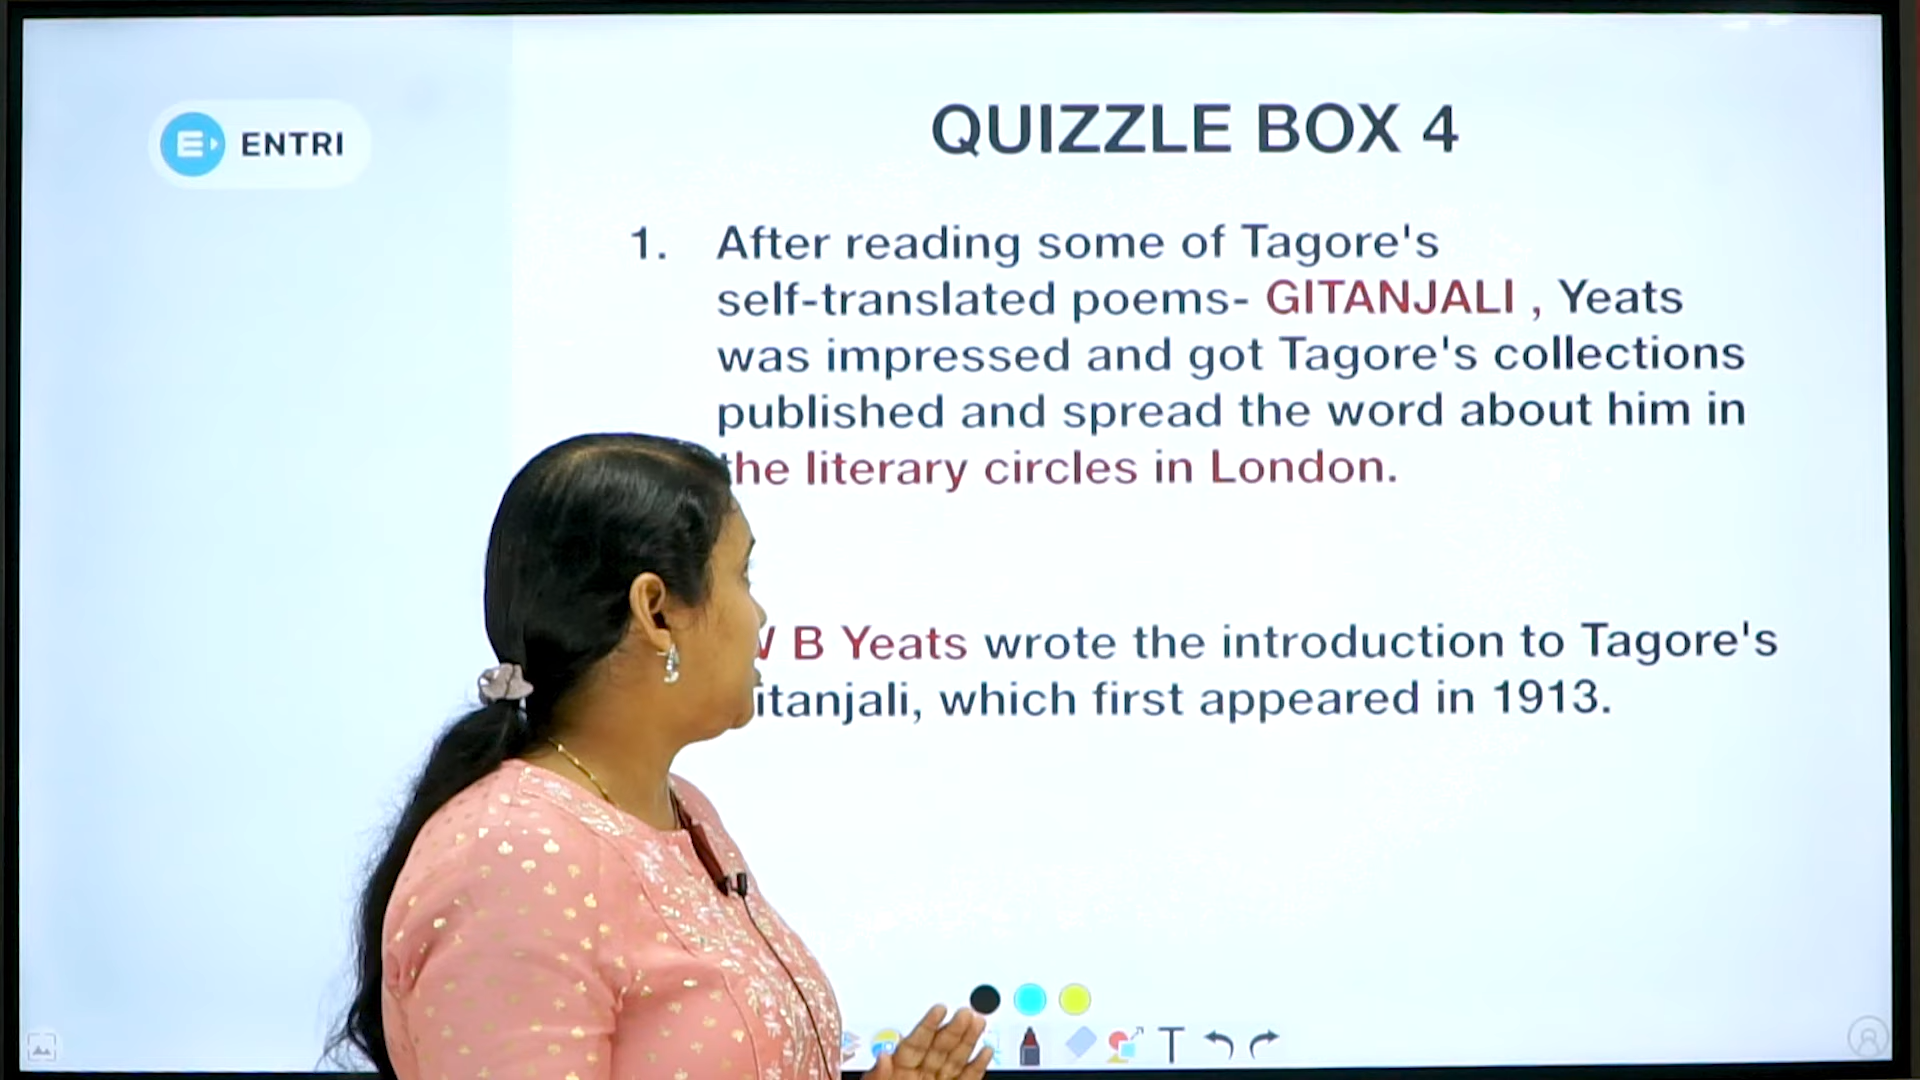 ENTRI
QUIZZLE BOX 4
1. After reading some of Tagore's
self-translated poems- GITANJALI , Yeats
was impressed and got Tagore's collections
published and spread the word about him in
the literary circles in London.
B Yeats wrote the introduction to Tagore's
itanjali, which first appeared in 1913.
T